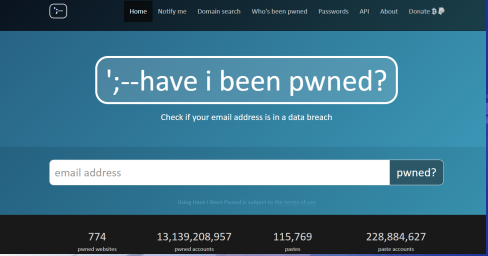 ';--
Home Notify me Domain search Who's been pwned Passwords API About Donate
';--have i been pwned?
Check if your email address is in a data breach
email address pwned?
Using Have I Been Pwned is subject to the terms of use
774 13,139,208,957 115,769 228,884,627
pwned websites pwned accounts pastes paste accounts